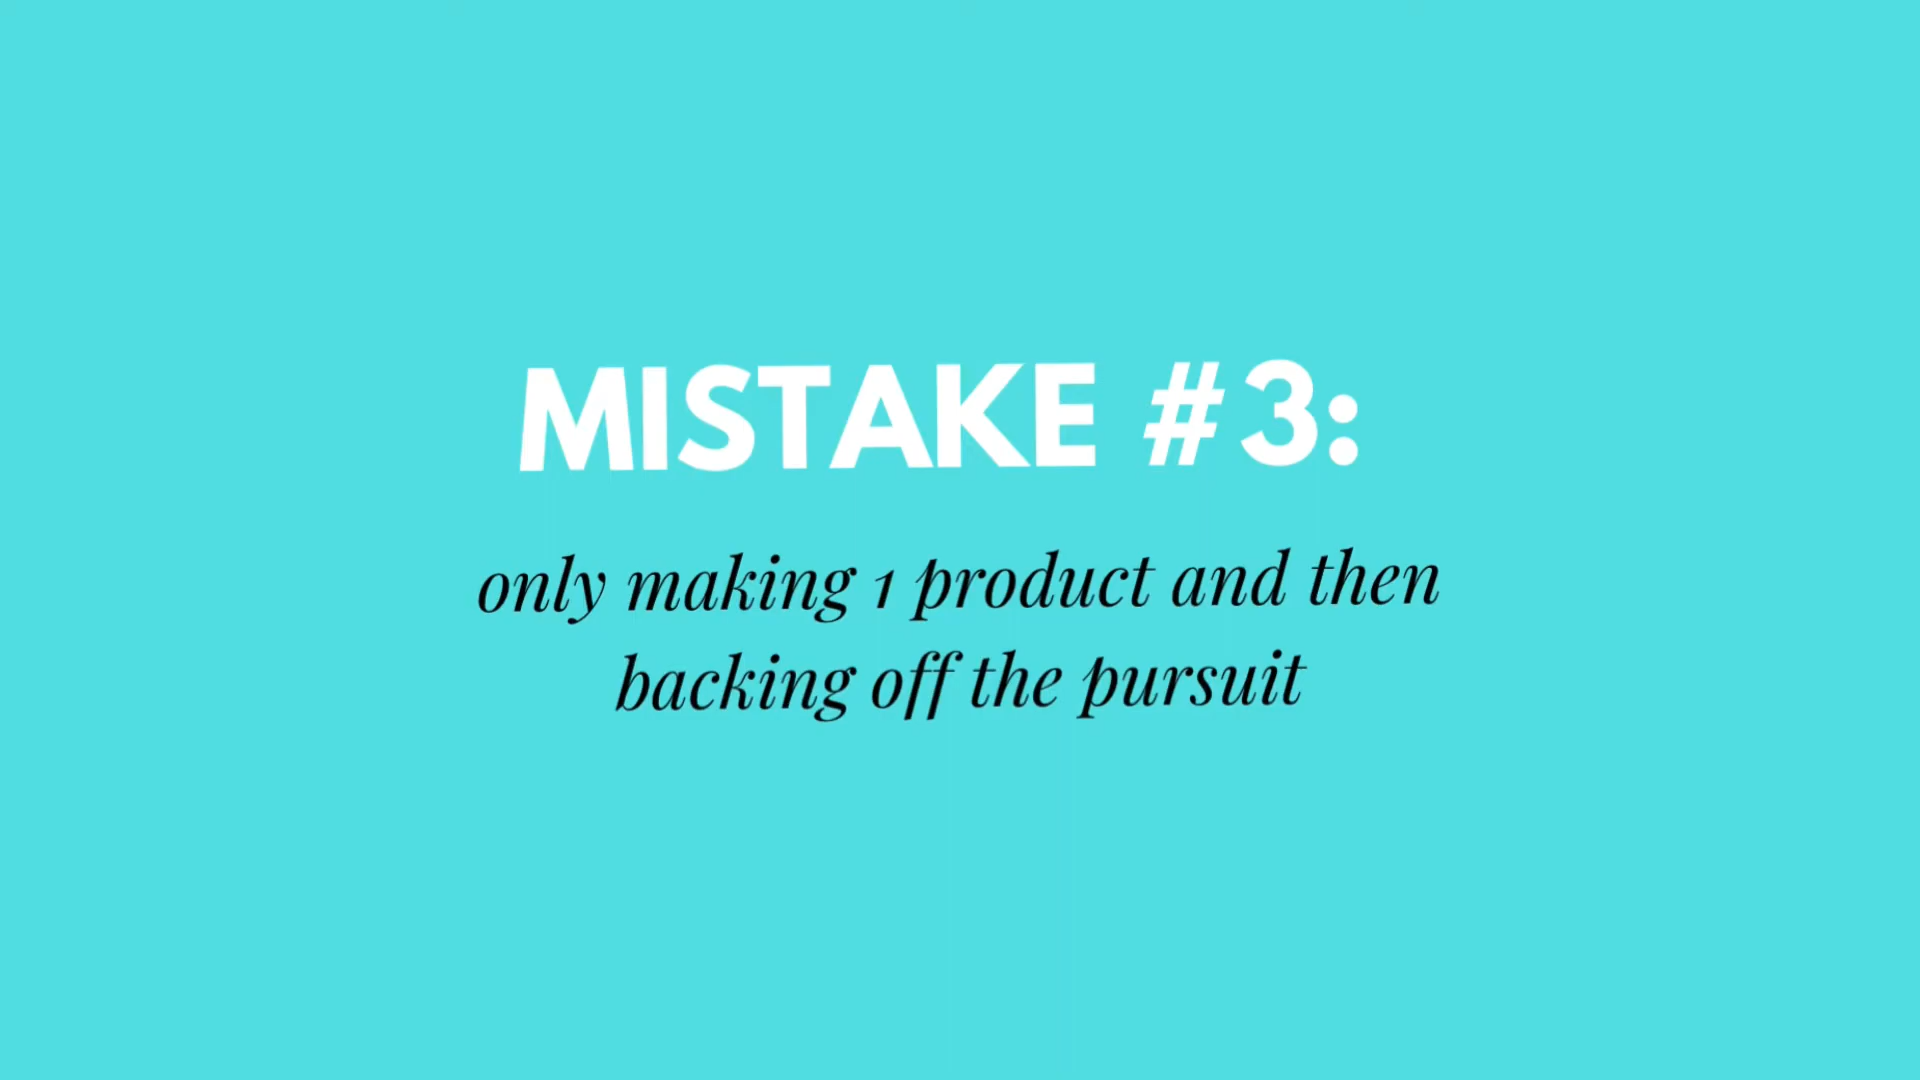 MISTAKE #3:
only making 1 product and then
backing off the pursuit